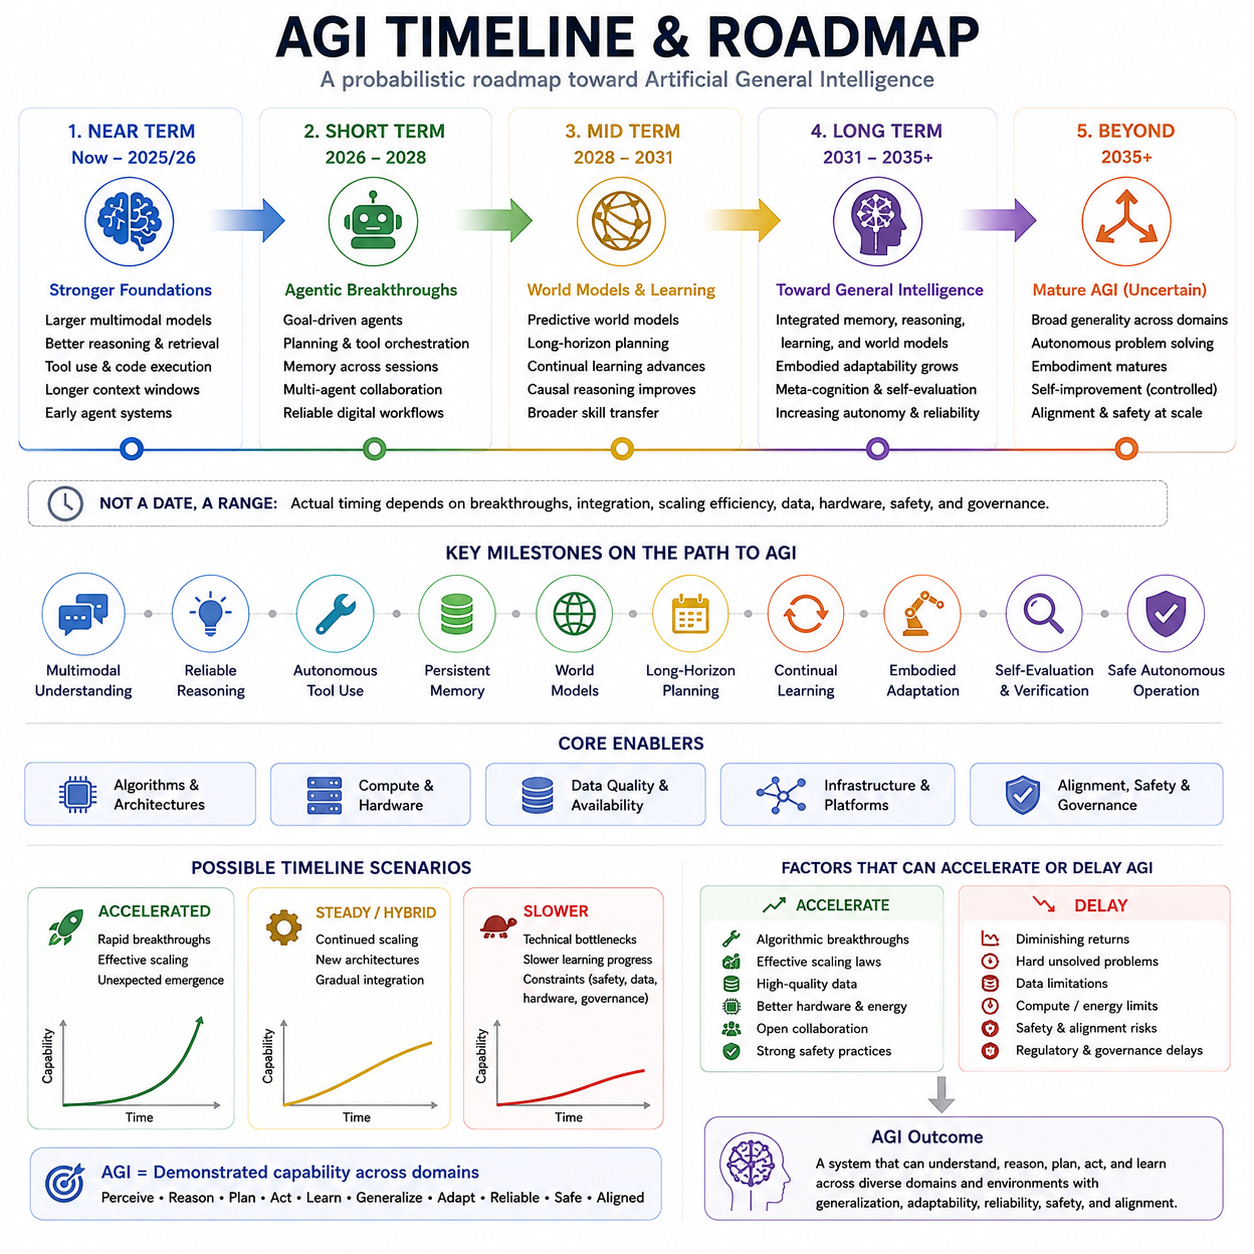 AGI TIMELINE & ROADMAP
A probabilistic roadmap toward Artificial General Intelligence
1. NEAR TERM
Now – 2025/26
Stronger Foundations
Larger multimodal models
Better reasoning & retrieval
Tool use & code execution
Longer context windows
Early agent systems
2. SHORT TERM
2026 – 2028
Agentic Breakthroughs
Goal-driven agents
Planning & tool orchestration
Memory across sessions
Multi-agent collaboration
Reliable digital workflows
3. MID TERM
2028 – 2031
World Models & Learning
Predictive world models
Long-horizon planning
Continual learning advances
Causal reasoning improves
Broader skill transfer
4. LONG TERM
2031 – 2035+
Toward General Intelligence
Integrated memory, reasoning,
learning, and world models
Embodied adaptability grows
Meta-cognition & self-evaluation
Increasing autonomy & reliability
5. BEYOND
2035+
Mature AGI (Uncertain)
Broad generality across domains
Autonomous problem solving
Embodiment matures
Self-improvement (controlled)
Alignment & safety at scale
NOT A DATE, A RANGE: Actual timing depends on breakthroughs, integration, scaling efficiency, data, hardware, safety, and governance.
KEY MILESTONES ON THE PATH TO AGI
Multimodal
Understanding
Reliable
Reasoning
Autonomous
Tool Use
Persistent
Memory
World
Models
Long-Horizon
Planning
Continual
Learning
Embodied
Adaptation
Self-Evaluation
& Verification
Safe Autonomous
Operation
CORE ENABLERS
Algorithms &
Architectures
Compute &
Hardware
Data Quality &
Availability
Infrastructure &
Platforms
Alignment, Safety &
Governance
POSSIBLE TIMELINE SCENARIOS
ACCELERATED
Rapid breakthroughs
Effective scaling
Unexpected emergence
Capability
Time
STEADY / HYBRID
Continued scaling
New architectures
Gradual integration
Capability
Time
SLOWER
Technical bottlenecks
Slower learning progress
Constraints (safety, data,
hardware, governance)
Capability
Time
AGI = Demonstrated capability across domains
Perceive • Reason • Plan • Act • Learn • Generalize • Adapt • Reliable • Safe • Aligned
FACTORS THAT CAN ACCELERATE OR DELAY AGI
ACCELERATE
Algorithmic breakthroughs
Effective scaling laws
High-quality data
Better hardware & energy
Open collaboration
Strong safety practices
DELAY
Diminishing returns
Hard unsolved problems
Data limitations
Compute / energy limits
Safety & alignment risks
Regulatory & governance delays
AGI Outcome
A system that can understand, reason, plan, act, and learn
across diverse domains and environments with
generalization, adaptability, reliability, safety, and alignment.